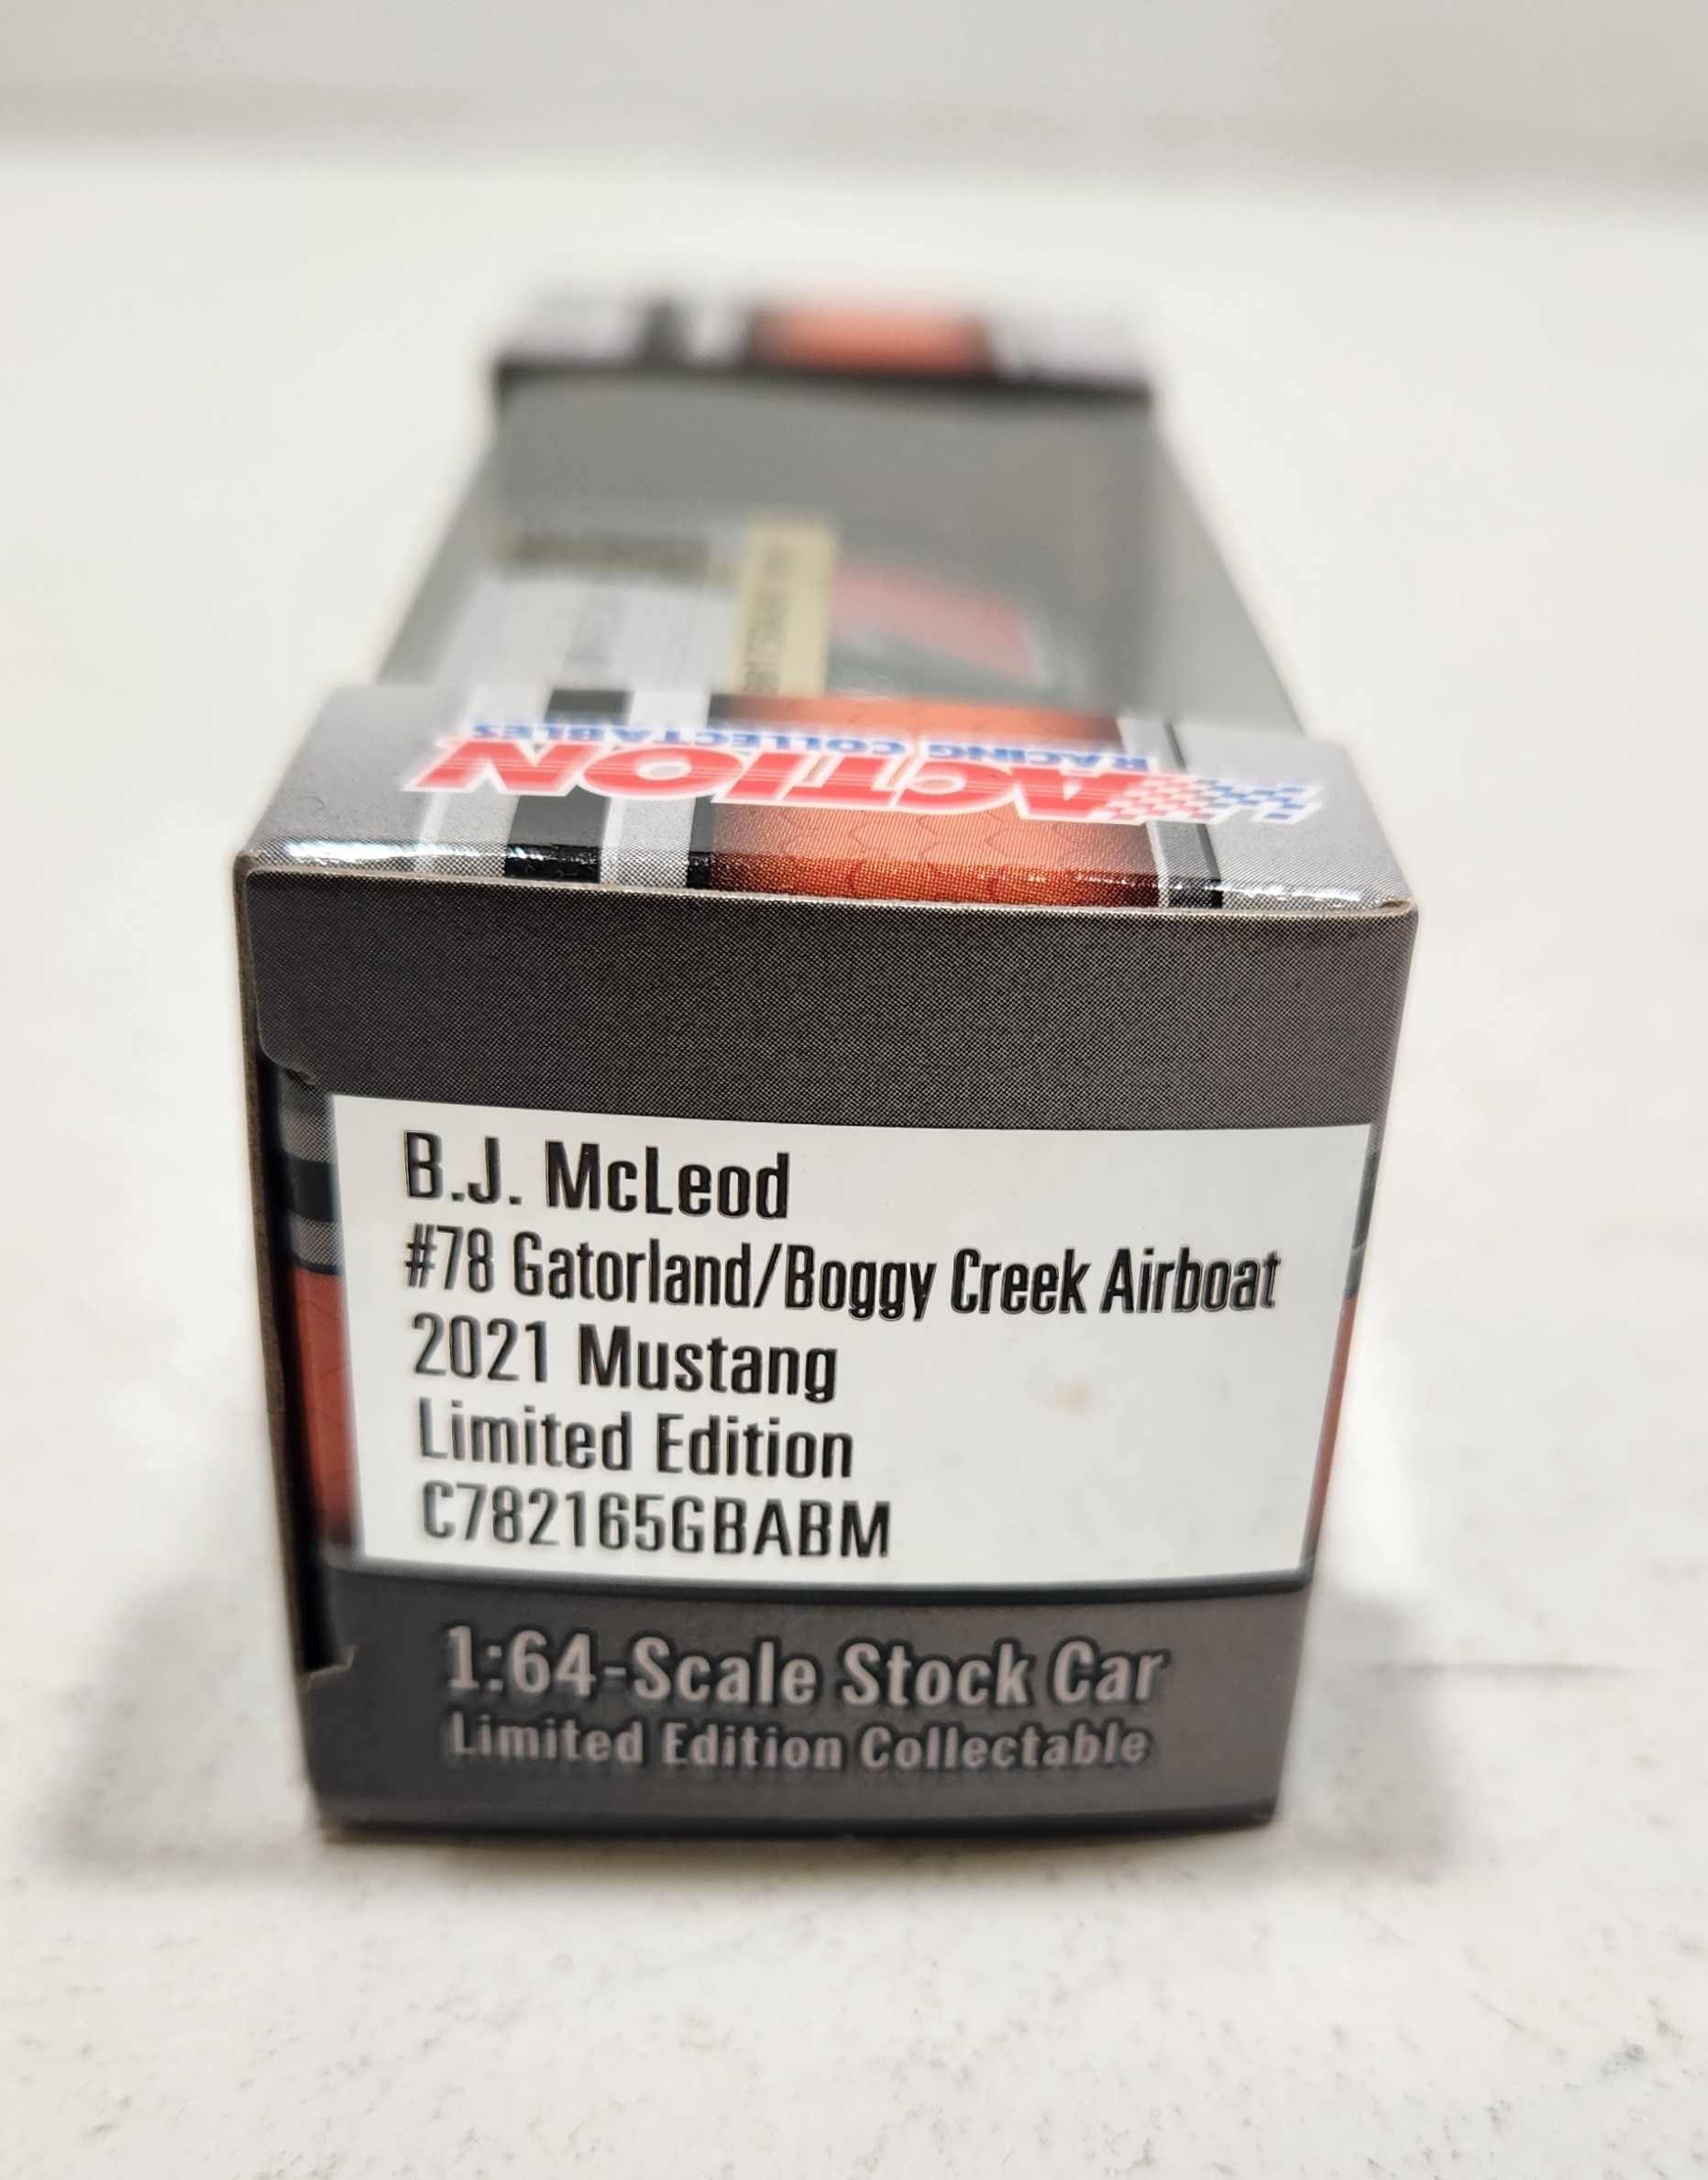 ACTION
RACING COLLECTABLES
B.J. McLeod
#78 Gatorland/Boggy Creek Airboat
2021 Mustang
Limited Edition
C782165GBABM
1:64-Scale Stock Car
Limited Edition Collectable